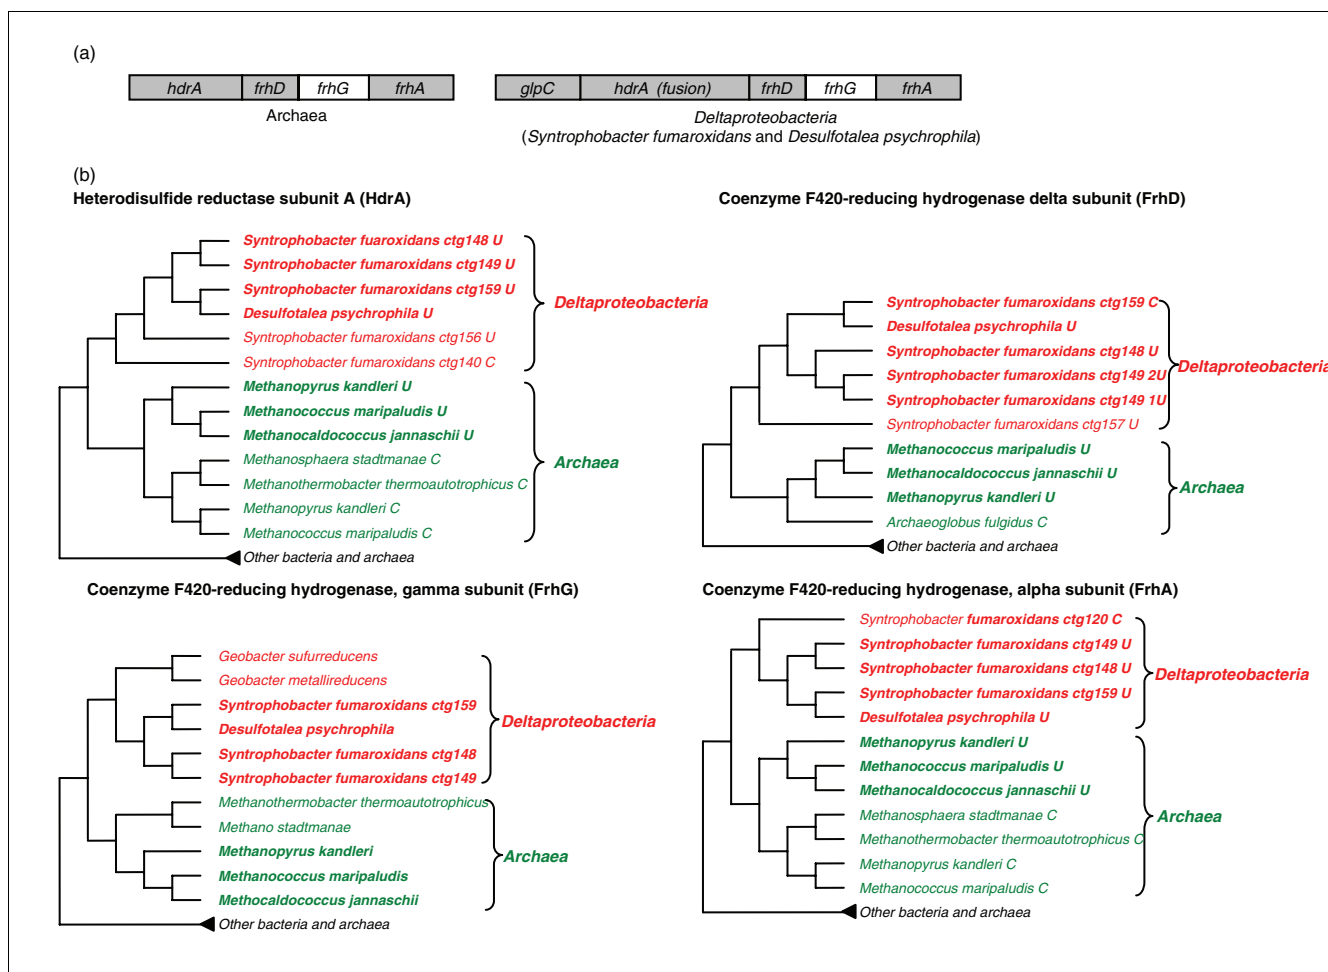 (a)
hdrA frhD frhG frhA
Archaea
glpC hdrA (fusion) frhD frhG frhA
Deltaproteobacteria
(Syntrophobacter fumaroxidans and Desulfotalea psychrophila)
(b)
Heterodisulfide reductase subunit A (HdrA)
Syntrophobacter fuaroxidans ctg148 U
Syntrophobacter fumaroxidans ctg149 U
Syntrophobacter fumaroxidans ctg159 U
Desulfotalea psychrophila U
Syntrophobacter fumaroxidans ctg156 U
Syntrophobacter fumaroxidans ctg140 C
Deltaproteobacteria
Methanopyrus kandleri U
Methanococcus maripaludis U
Methanocaldococcus jannaschii U
Methanosphaera stadtmanae C
Methanothermobacter thermoautotrophicus C
Methanopyrus kandleri C
Methanococcus maripaludis C
Archaea
Other bacteria and archaea
Coenzyme F420-reducing hydrogenase delta subunit (FrhD)
Syntrophobacter fumaroxidans ctg159 C
Desulfotalea psychrophila U
Syntrophobacter fumaroxidans ctg148 U
Syntrophobacter fumaroxidans ctg149 2U
Syntrophobacter fumaroxidans ctg149 1U
Syntrophobacter fumaroxidans ctg157 U
Deltaproteobacteria
Methanococcus maripaludis U
Methanocaldococcus jannaschii U
Methanopyrus kandleri U
Archaeoglobus fulgidus C
Archaea
Other bacteria and archaea
Coenzyme F420-reducing hydrogenase, gamma subunit (FrhG)
Geobacter sufurreducens
Geobacter metallireducens
Syntrophobacter fumaroxidans ctg159
Desulfotalea psychrophila
Syntrophobacter fumaroxidans ctg148
Syntrophobacter fumaroxidans ctg149
Deltaproteobacteria
Methanothermobacter thermoautotrophicus
Methano stadtmanae
Methanopyrus kandleri
Methanococcus maripaludis
Methocaldococcus jannaschii
Archaea
Other bacteria and archaea
Coenzyme F420-reducing hydrogenase, alpha subunit (FrhA)
Syntrophobacter fumaroxidans ctg120 C
Syntrophobacter fumaroxidans ctg149 U
Syntrophobacter fumaroxidans ctg148 U
Syntrophobacter fumaroxidans ctg159 U
Desulfotalea psychrophila U
Deltaproteobacteria
Methanopyrus kandleri U
Methanococcus maripaludis U
Methanocaldococcus jannaschii U
Methanosphaera stadtmanae C
Methanothermobacter thermoautotrophicus C
Methanopyrus kandleri C
Methanococcus maripaludis C
Archaea
Other bacteria and archaea